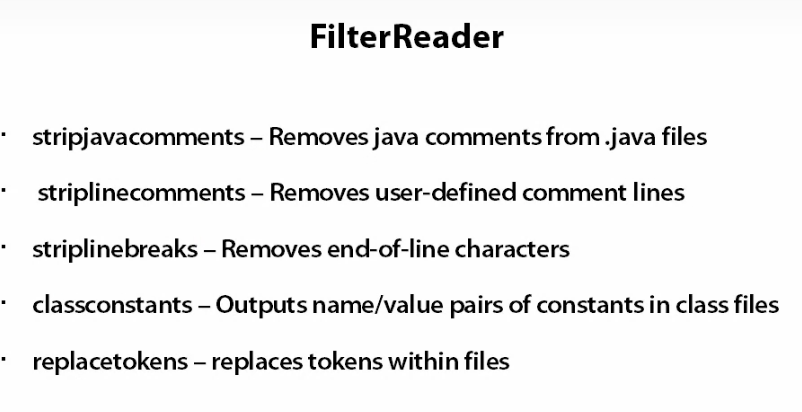 FilterReader
· stripjavacomments – Removes java comments from .java files
· striplinecomments – Removes user-defined comment lines
· striplinebreaks – Removes end-of-line characters
· classconstants – Outputs name/value pairs of constants in class files
· replacetokens – replaces tokens within files